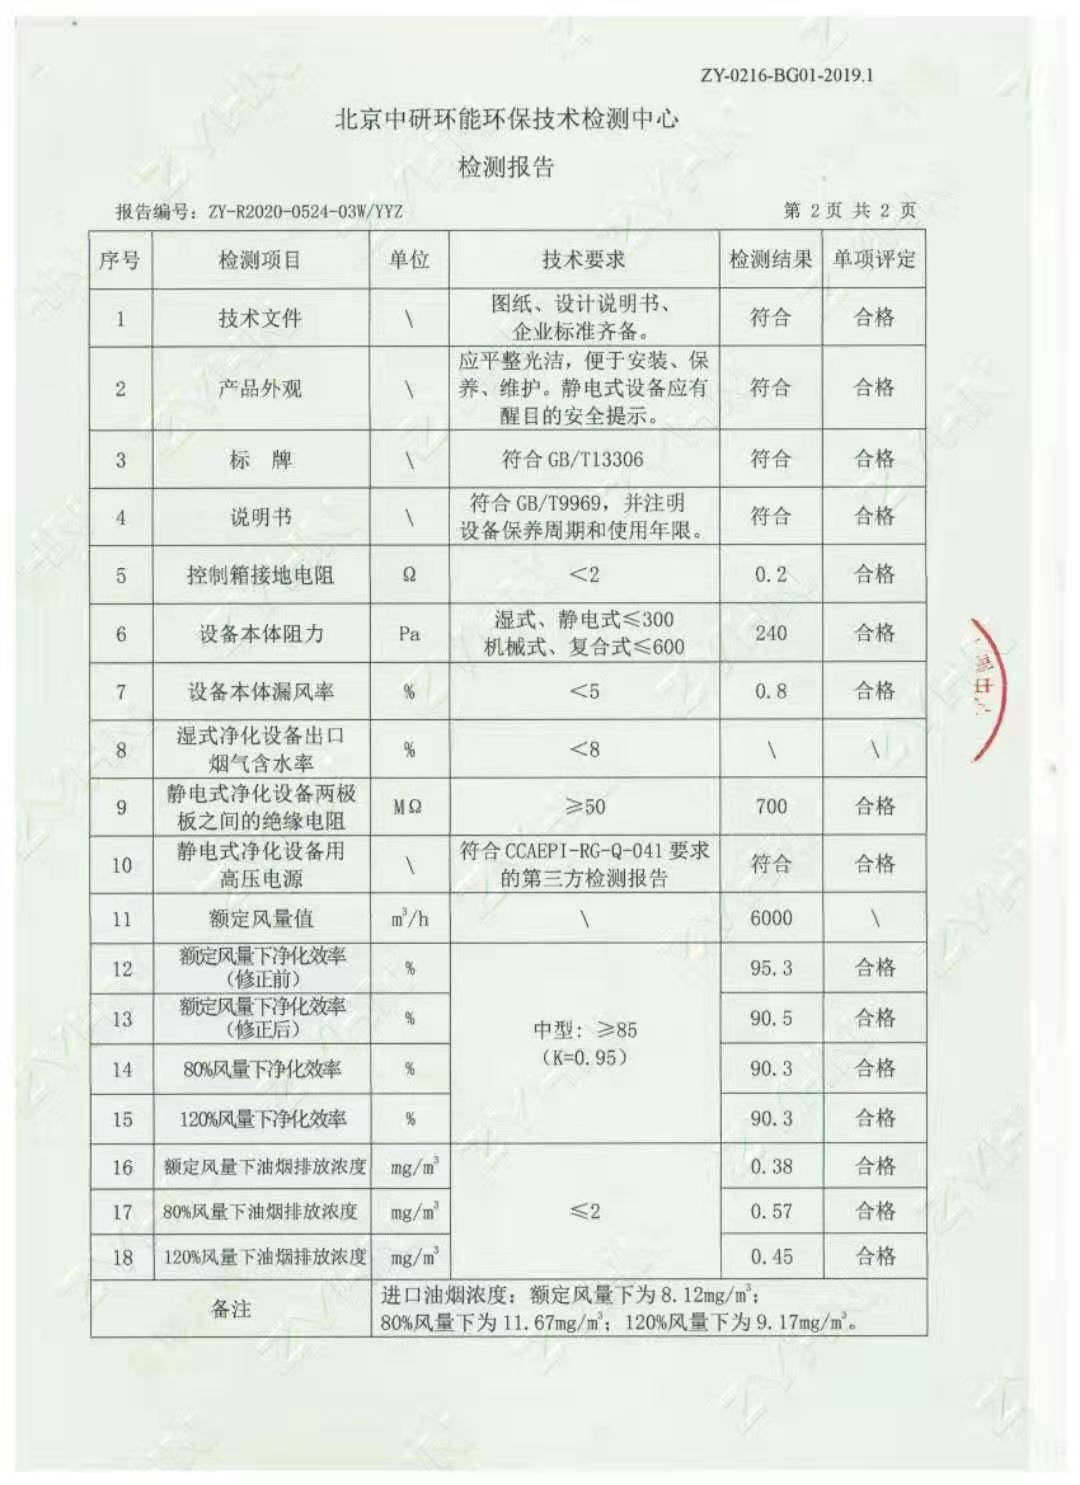 ZY-0216-BG01-2019.1
北京中研环能环保技术检测中心
检测报告
报告编号：ZY-R2020-0524-03W/YYZ 第 2页 共 2 页
序号 检测项目 单位 技术要求 检测结果 单项评定
1 技术文件 \ 图纸、设计说明书、
企业标准齐备。 符合 合格
2 产品外观 \ 应平整光洁，便于安装、保
养、维护。静电式设备应有
醒目的安全提示。 符合 合格
3 标 牌 \ 符合 GB/T13306 符合 合格
4 说明书 \ 符合 GB/T9969，并注明
设备保养周期和使用年限。 符合 合格
5 控制箱接地电阻 Ω ＜2 0.2 合格
6 设备本体阻力 Pa 湿式、静电式≤300
机械式、复合式≤600 240 合格
7 设备本体漏风率 % ＜5 0.8 合格
8 湿式净化设备出口
烟气含水率 % ＜8 \ \
9 静电式净化设备两极
板之间的绝缘电阻 MΩ ≥50 700 合格
10 静电式净化设备用
高压电源 \ 符合 CCAEPI-RG-Q-041 要求
的第三方检测报告 符合 合格
11 额定风量值 m³/h \ 6000 \
12 额定风量下净化效率
（修正前） % 95.3 合格
13 额定风量下净化效率
（修正后） % 中型：≥85
（K=0.95） 90.5 合格
14 80%风量下净化效率 % 90.3 合格
15 120%风量下净化效率 % 90.3 合格
16 额定风量下油烟排放浓度 mg/m³ 0.38 合格
17 80%风量下油烟排放浓度 mg/m³ ≤2 0.57 合格
18 120%风量下油烟排放浓度 mg/m³ 0.45 合格
备注 进口油烟浓度：额定风量下为 8.12mg/m³；
80%风量下为 11.67mg/m³；120%风量下为 9.17mg/m³。